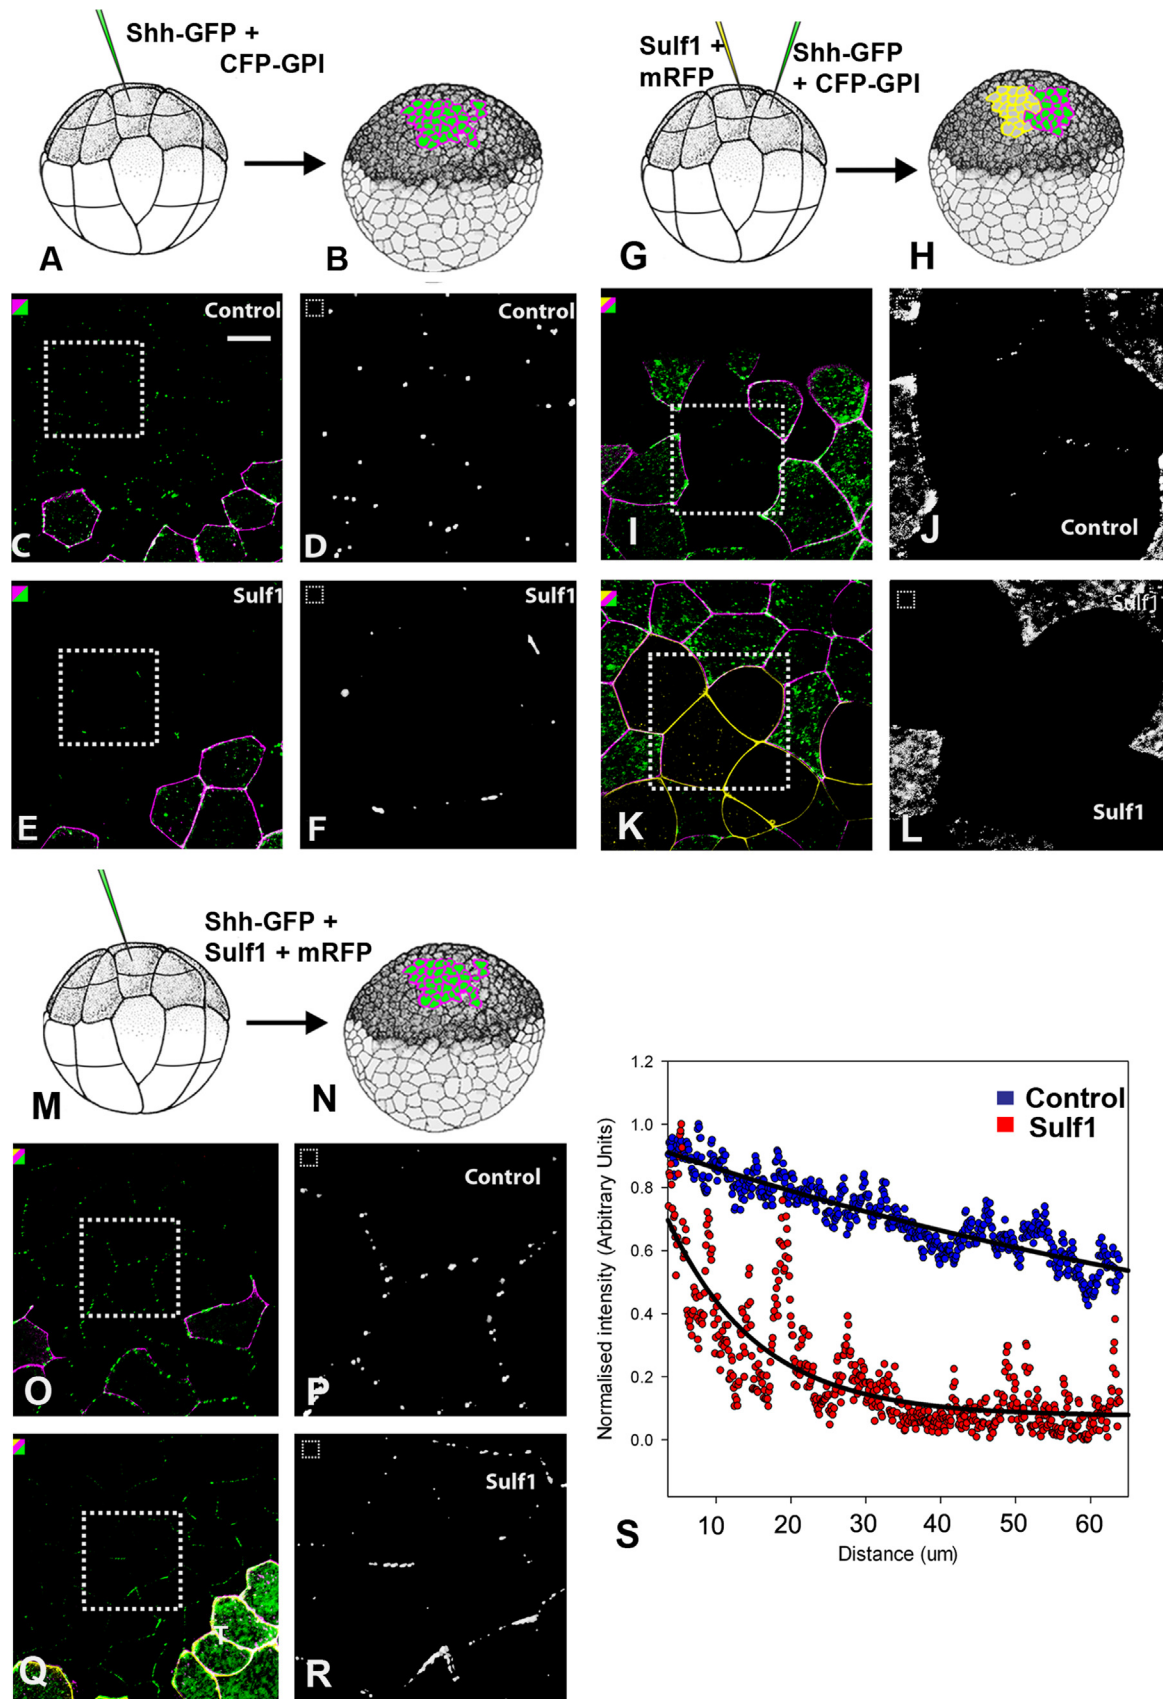 Shh-GFP +
CFP-GPI
A
B
Sulf1 +
mRFP
Shh-GFP
+ CFP-GPI
G
H
Control
C
Control
D
Sulf1
E
Sulf1
F
I
Control
J
K
Sulf1
Sulf1
L
Shh-GFP +
Sulf1 + mRFP
M
N
O
Control
P
T
Q
Sulf1
R
Control
Sulf1
Normalised intensity (Arbitrary Units)
1.2
1.0
0.8
0.6
0.4
0.2
0.0
10 20 30 40 50 60
Distance (um)
S